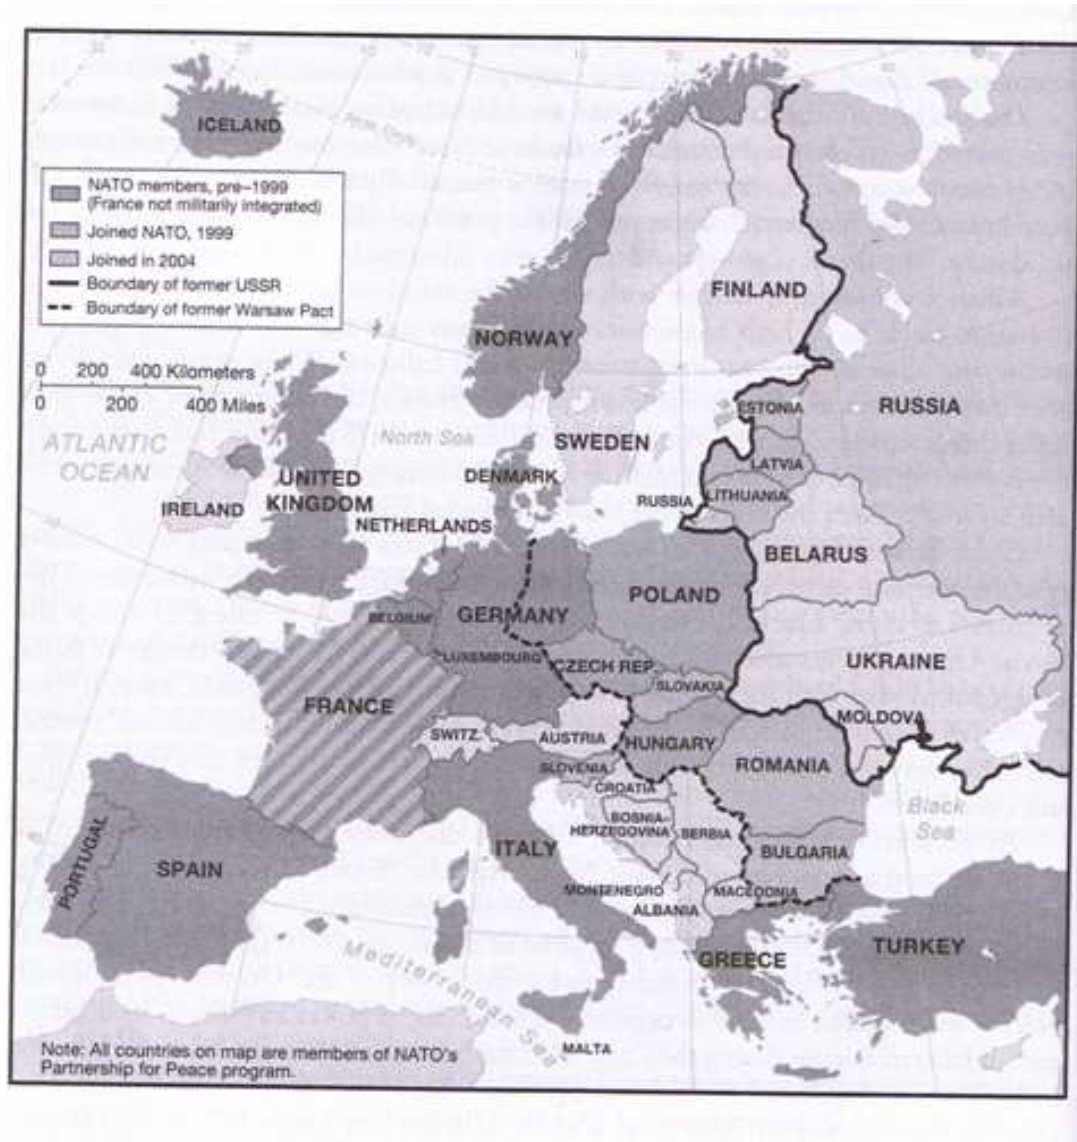 ICELAND
NATO members, pre–1999
(France not militarily integrated)
Joined NATO, 1999
Joined in 2004
Boundary of former USSR
Boundary of former Warsaw Pact
0 200 400 Kilometers
0 200 400 Miles
ATLANTIC
OCEAN
NORWAY
FINLAND
North Sea
SWEDEN
ESTONIA
RUSSIA
LATVIA
LITHUANIA
RUSSIA
DENMARK
UNITED
KINGDOM
IRELAND
NETHERLANDS
BELARUS
POLAND
GERMANY
BELGIUM
LUXEMBOURG
CZECH REP.
SLOVAKIA
UKRAINE
FRANCE
SWITZ.
AUSTRIA
HUNGARY
MOLDOVA
ROMANIA
SLOVENIA
CROATIA
BOSNIA-
HERZEGOVINA
SERBIA
Black
Sea
BULGARIA
ITALY
PORTUGAL
SPAIN
MONTENEGRO
MACEDONIA
ALBANIA
GREECE
TURKEY
Mediterranean Sea
MALTA
Note: All countries on map are members of NATO's
Partnership for Peace program.